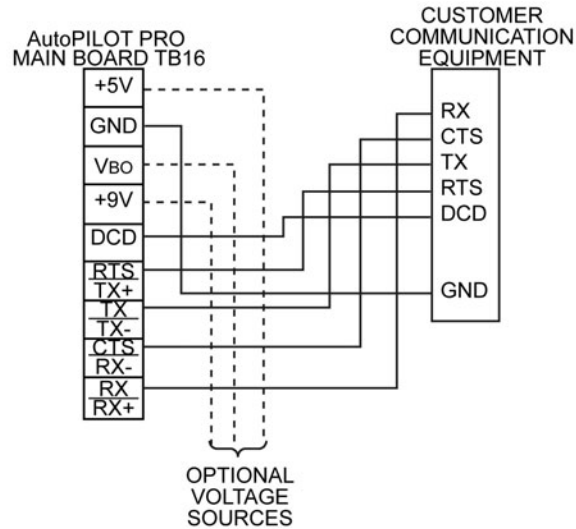 AutoPILOT PRO
MAIN BOARD TB16
+5V
GND
VBO
+9V
DCD
RTS
TX+
TX
TX-
CTS
RX-
RX
RX+
CUSTOMER
COMMUNICATION
EQUIPMENT
RX
CTS
TX
RTS
DCD
GND
OPTIONAL
VOLTAGE
SOURCES